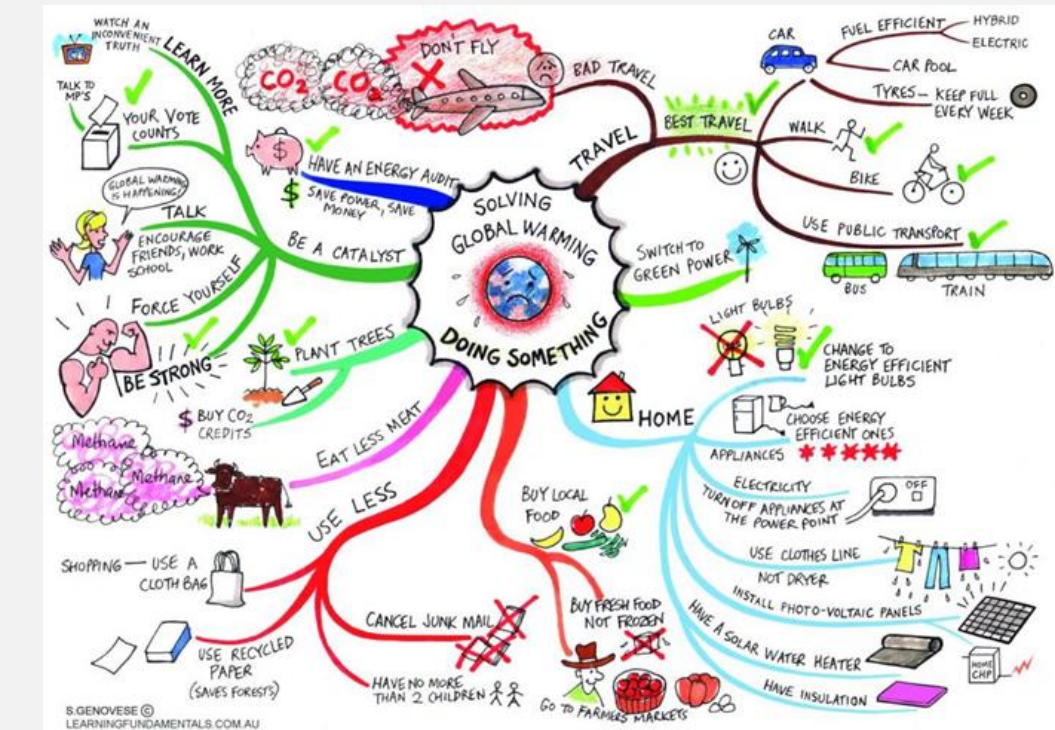 SOLVING
GLOBAL WARMING
DOING SOMETHING
TRAVEL
BAD TRAVEL
DON'T FLY
CO2
CO2
BEST TRAVEL
CAR
FUEL EFFICIENT
HYBRID
ELECTRIC
CAR POOL
TYRES — KEEP FULL
EVERY WEEK
WALK
BIKE
USE PUBLIC TRANSPORT
BUS
TRAIN
SWITCH TO
GREEN POWER
HOME
LIGHT BULBS
CHANGE TO
ENERGY EFFICIENT
LIGHT BULBS
CHOOSE ENERGY
EFFICIENT ONES
APPLIANCES
ELECTRICITY
TURN OFF APPLIANCES AT
THE POWER POINT
OFF
USE CLOTHES LINE
NOT DRYER
INSTALL PHOTO-VOLTAIC PANELS
HOME
CHP
HAVE A SOLAR WATER HEATER
HAVE INSULATION
BUY LOCAL
FOOD
BUY FRESH FOOD
NOT FROZEN
GO TO FARMERS MARKETS
USE LESS
SHOPPING — USE A
CLOTH BAG
USE RECYCLED
PAPER
(SAVES FORESTS)
CANCEL JUNK MAIL
HAVE NO MORE
THAN 2 CHILDREN
EAT LESS MEAT
Methane
Methane
Methane
PLANT TREES
$ BUY CO2
CREDITS
BE A CATALYST
LEARN MORE
WATCH AN
INCONVENIENT
TRUTH
TALK TO
MP'S
YOUR VOTE
COUNTS
GLOBAL WARMING
IS HAPPENING!
TALK
ENCOURAGE
FRIENDS, WORK
SCHOOL
FORCE YOURSELF
BE STRONG
HAVE AN ENERGY AUDIT
$
$ SAVE POWER, SAVE
MONEY
S.GENOVESE ©
LEARNINGFUNDAMENTALS.COM.AU